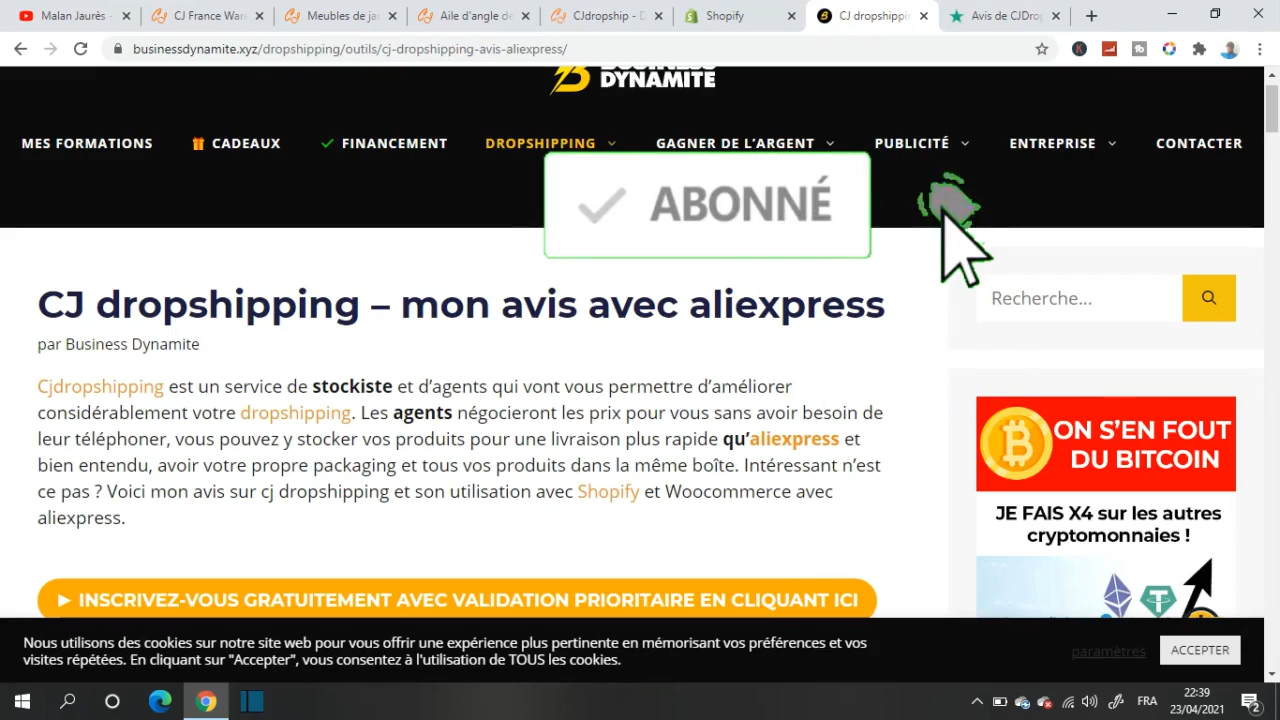 Malan Jaurès -
CJ France War
Meubles de jar
Aile d'angle de
CJdropship - D
Shopify
CJ dropshippin
Avis de CJDrop
businessdynamite.xyz/dropshipping/outils/cj-dropshipping-avis-aliexpress/
BUSINESS
DYNAMITE
MES FORMATIONS
CADEAUX
FINANCEMENT
DROPSHIPPING
GAGNER DE L'ARGENT
PUBLICITÉ
ENTREPRISE
CONTACTER
ABONNÉ
CJ dropshipping – mon avis avec aliexpress
par Business Dynamite
Cjdropshipping est un service de stockiste et d'agents qui vont vous permettre d'améliorer
considérablement votre dropshipping. Les agents négocieront les prix pour vous sans avoir besoin de
leur téléphoner, vous pouvez y stocker vos produits pour une livraison plus rapide qu'aliexpress et
bien entendu, avoir votre propre packaging et tous vos produits dans la même boîte. Intéressant n'est
ce pas ? Voici mon avis sur cj dropshipping et son utilisation avec Shopify et Woocommerce avec
aliexpress.
► INSCRIVEZ-VOUS GRATUITEMENT AVEC VALIDATION PRIORITAIRE EN CLIQUANT ICI
Recherche...
ON S'EN FOUT
DU BITCOIN
JE FAIS X4 sur les autres
cryptomonnaies !
Nous utilisons des cookies sur notre site web pour vous offrir une expérience plus pertinente en mémorisant vos préférences et vos
visites répétées. En cliquant sur "Accepter", vous consentez à l'utilisation de TOUS les cookies.
paramètres
ACCEPTER
FRA
22:39
23/04/2021
2